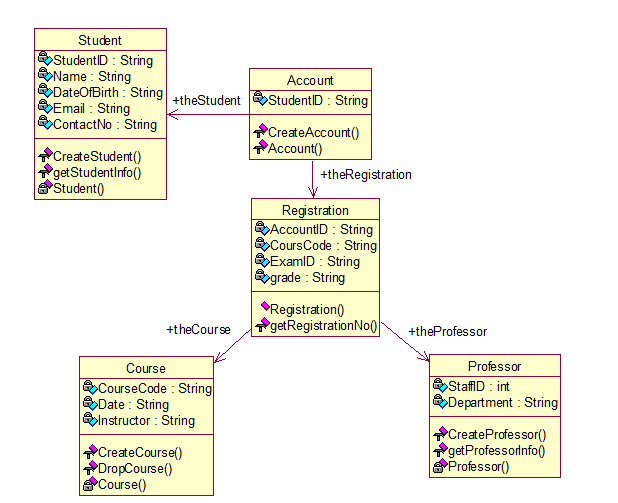 Student
StudentID : String
Name : String
DateOfBirth : String
Email : String
ContactNo : String
CreateStudent()
getStudentInfo()
Student()
+theStudent
Account
StudentID : String
CreateAccount()
Account()
+theRegistration
Registration
AccountID : String
CoursCode : String
ExamID : String
grade : String
Registration()
getRegistrationNo()
+theCourse
+theProfessor
Course
CourseCode : String
Date : String
Instructor : String
CreateCourse()
DropCourse()
Course()
Professor
StaffID : int
Department : String
CreateProfessor()
getProfessorInfo()
Professor()